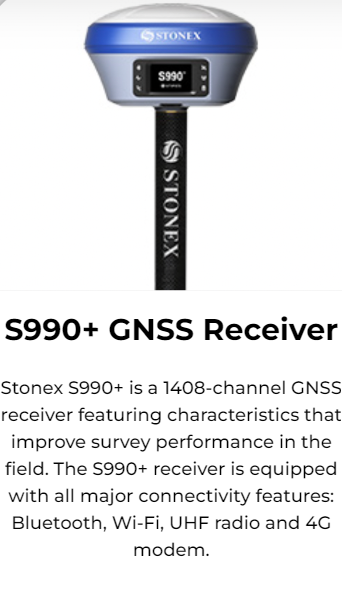 STONEX
S990+
STONEX
STONEX
S990+ GNSS Receiver
Stonex S990+ is a 1408-channel GNSS
receiver featuring characteristics that
improve survey performance in the
field. The S990+ receiver is equipped
with all major connectivity features:
Bluetooth, Wi-Fi, UHF radio and 4G
modem.